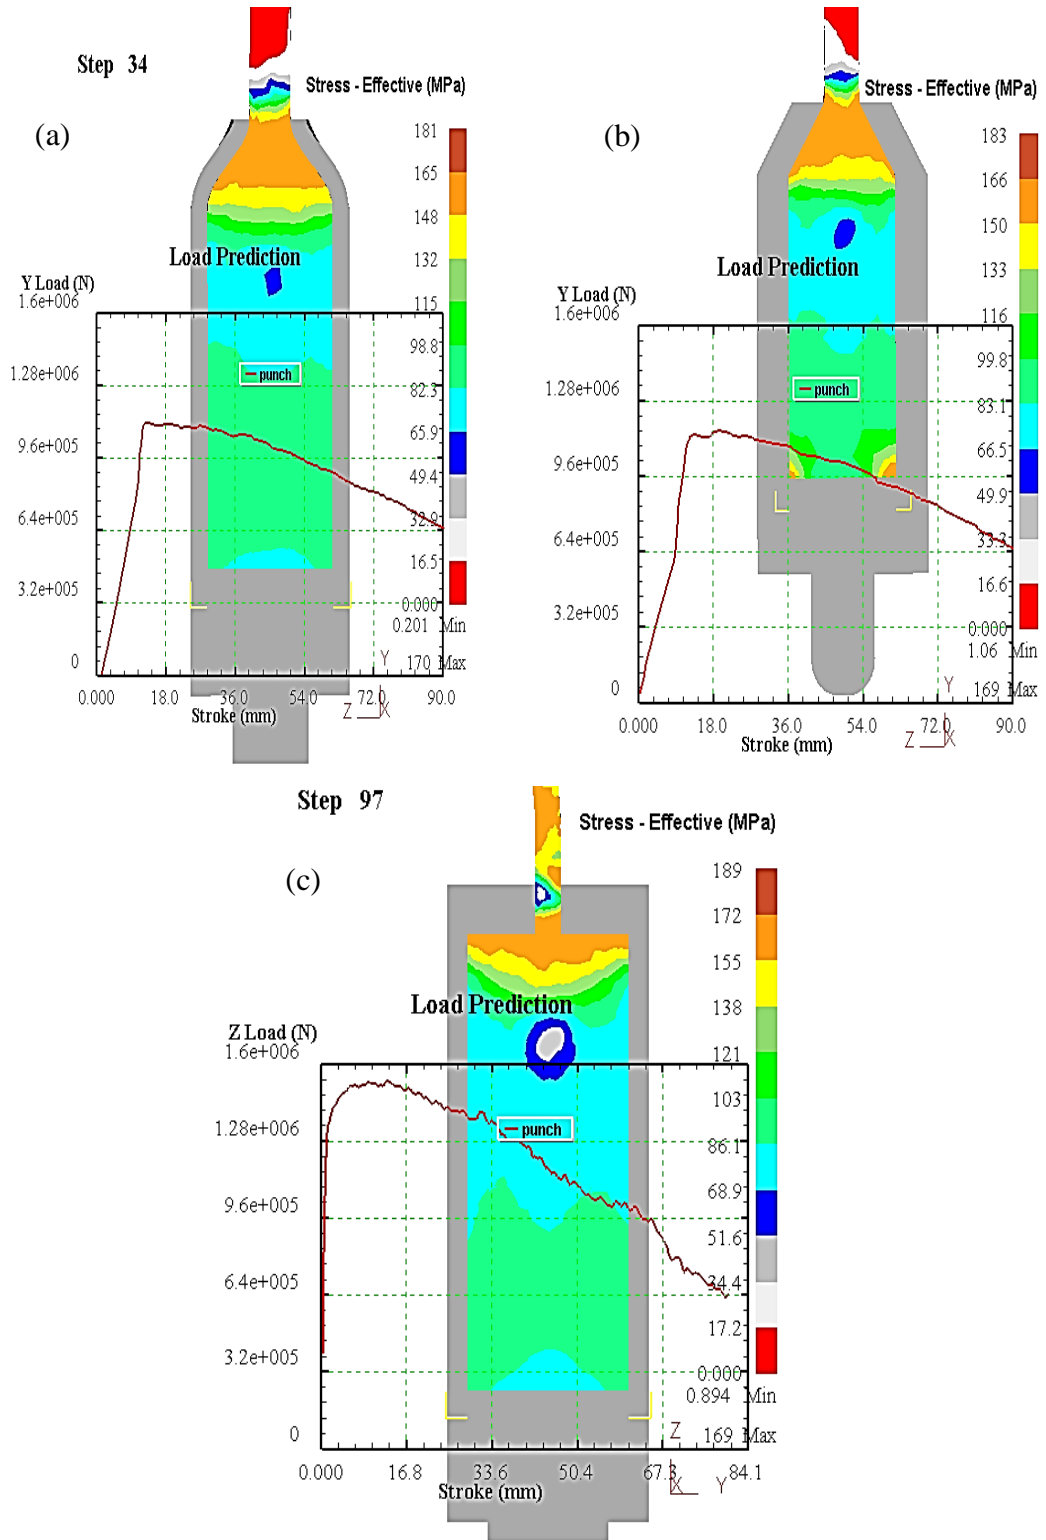 Step 34
Stress - Effective (MPa)
(a)
181
165
148
132
115
98.8
82.3
65.9
49.4
32.9
16.5
0.000
0.201 Min
170 Max
Load Prediction
Y Load (N)
1.6e+006
1.28e+006
9.6e+005
6.4e+005
3.2e+005
0
punch
0.000 18.0 36.0 54.0 72.0 90.0
Stroke (mm)
Y
Z X
Stress - Effective (MPa)
(b)
183
166
150
133
116
99.8
83.1
66.5
49.9
33.3
16.6
0.000
1.06 Min
169 Max
Load Prediction
Y Load (N)
1.6e+006
1.28e+006
9.6e+005
6.4e+005
3.2e+005
0
punch
0.000 18.0 36.0 54.0 72.0 90.0
Stroke (mm)
Y
Z X
Step 97
Stress - Effective (MPa)
(c)
189
172
155
138
121
103
86.1
68.9
51.6
34.4
17.2
0.000
0.894 Min
169 Max
Load Prediction
Z Load (N)
1.6e+006
1.28e+006
9.6e+005
6.4e+005
3.2e+005
0
punch
0.000 16.8 33.6 50.4 67.3 84.1
Stroke (mm)
Z
X Y